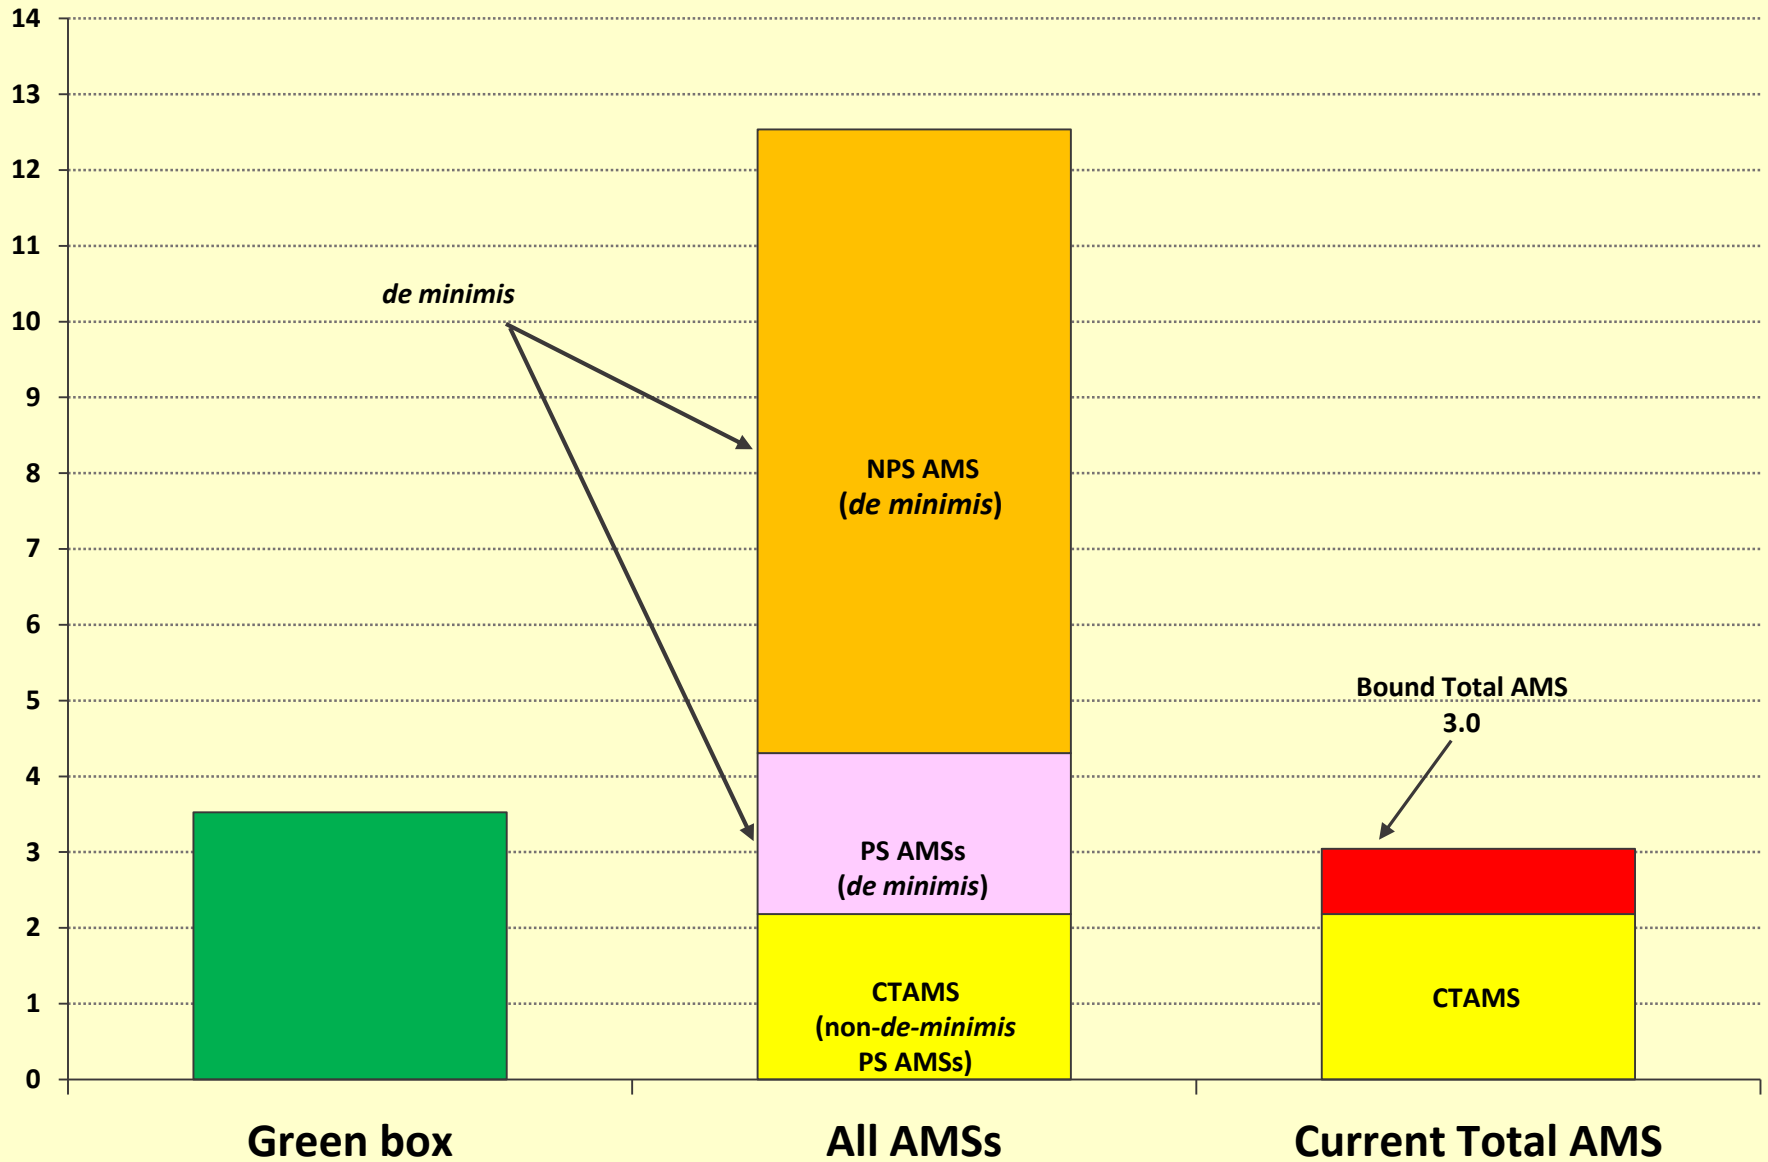 14
13
12
11
10
9
8
7
6
5
4
3
2
1
0
de minimis
NPS AMS
(de minimis)
PS AMSs
(de minimis)
CTAMS
(non-de-minimis
PS AMSs)
Bound Total AMS
3.0
CTAMS
Green box
All AMSs
Current Total AMS